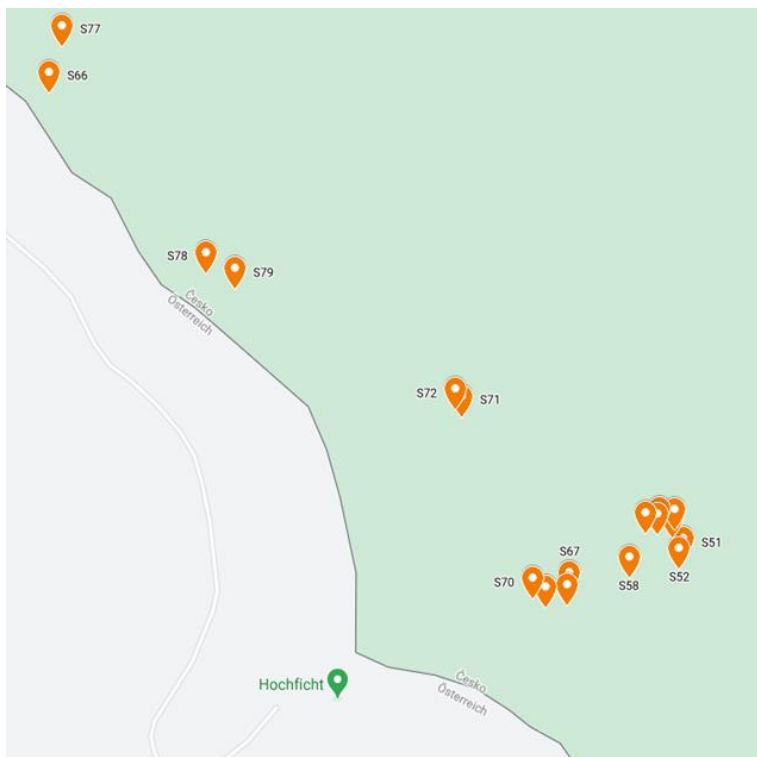 S77
S66
S78
S79
Česko
Österreich
S72
S71
S51
S67
S52
S70
S58
Hochficht
Česko
Österreich